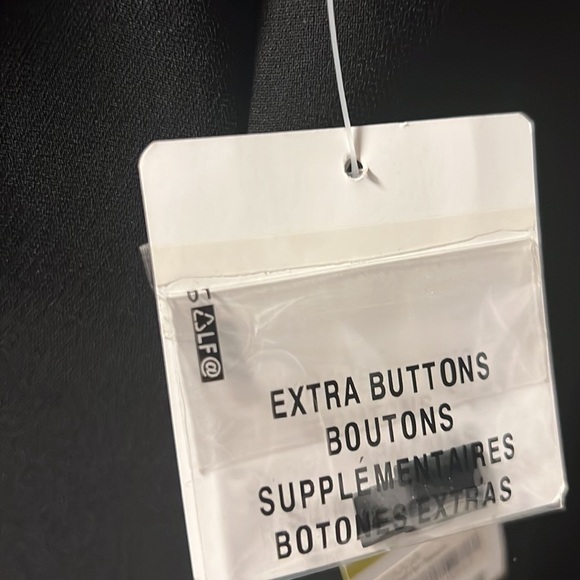 EXTRA BUTTONS
BOUTONS
SUPPLÉMENTAIRES
BOTONES EXTRAS